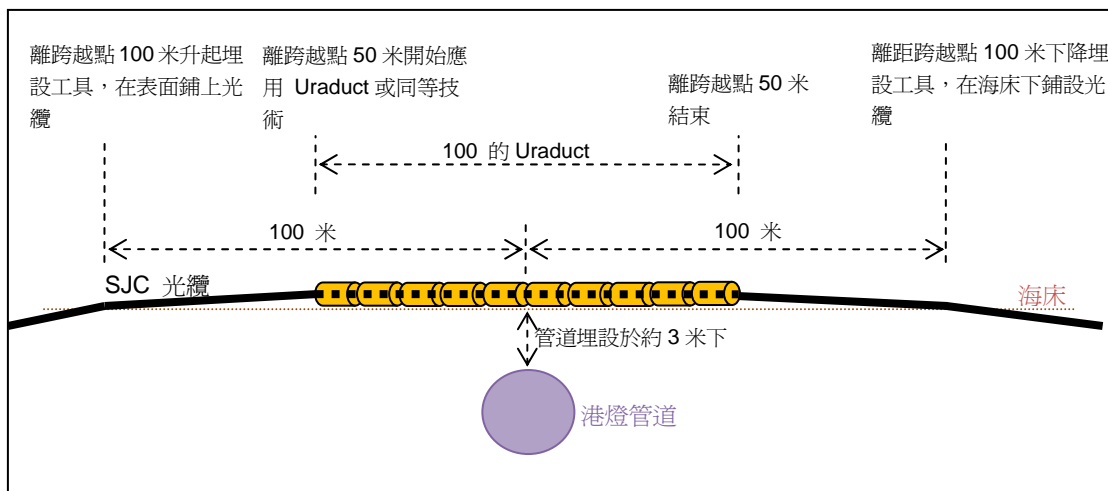 離跨越點 100 米升起埋
設工具，在表面鋪上光
纜
離跨越點 50 米開始應
用 Uraduct 或同等技
術
離跨越點 50 米
結束
離距跨越點 100 米下降埋
設工具，在海床下鋪設光
纜
100 的 Uraduct
100 米
100 米
SJC 光纜
海床
管道埋設於約 3 米下
港燈管道